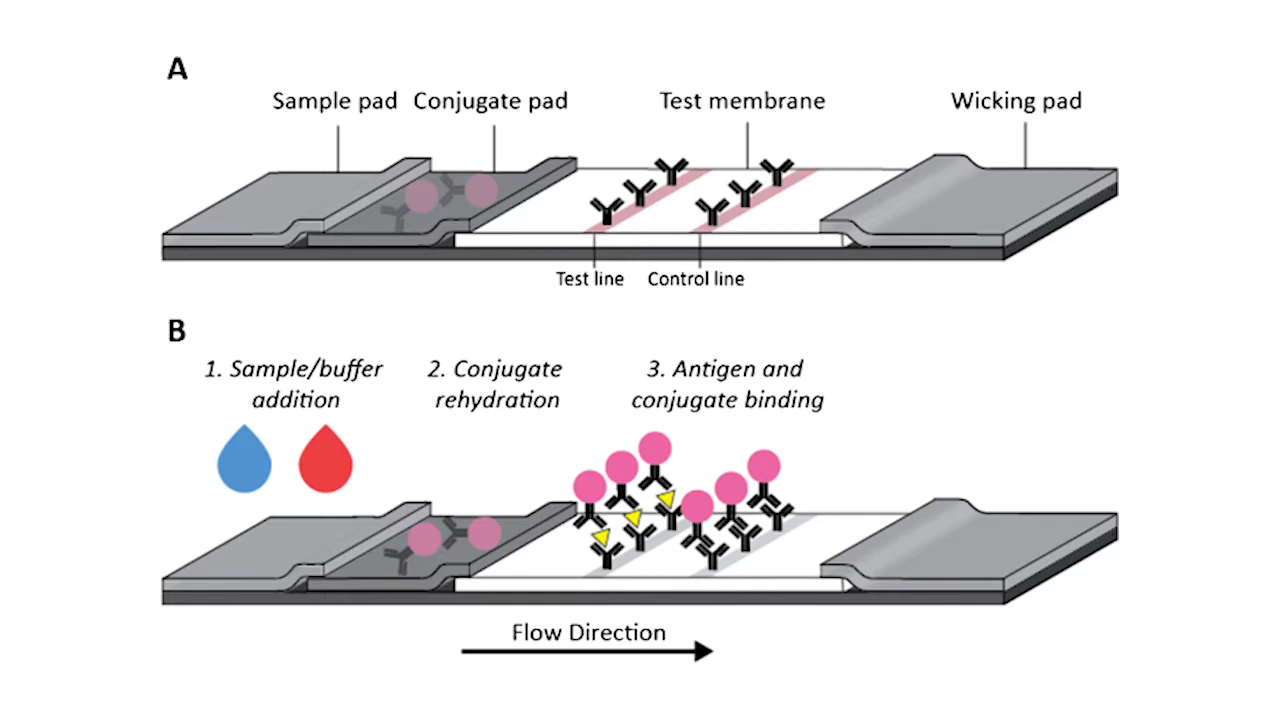 A
Sample pad Conjugate pad Test membrane Wicking pad
Test line Control line
B
1. Sample/buffer
addition
2. Conjugate
rehydration
3. Antigen and
conjugate binding
Flow Direction